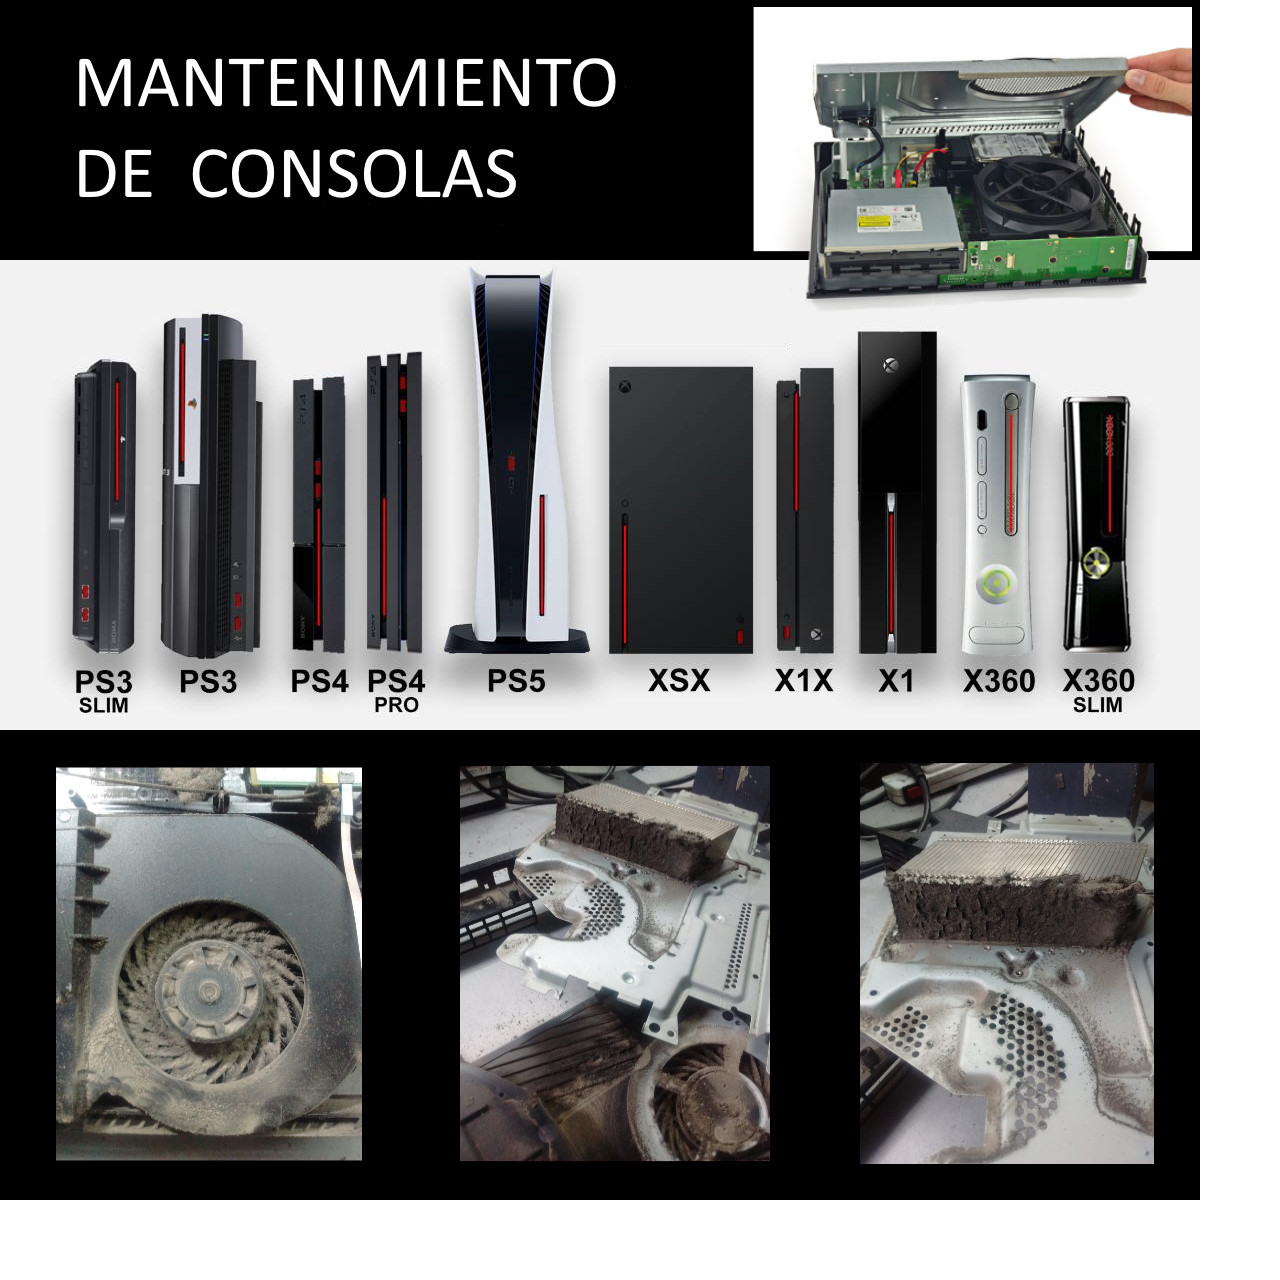 MANTENIMIENTO
DE CONSOLAS
PS3
SLIM
PS3
PS4
PS4
PRO
PS5
XSX
X1X
X1
X360
X360
SLIM